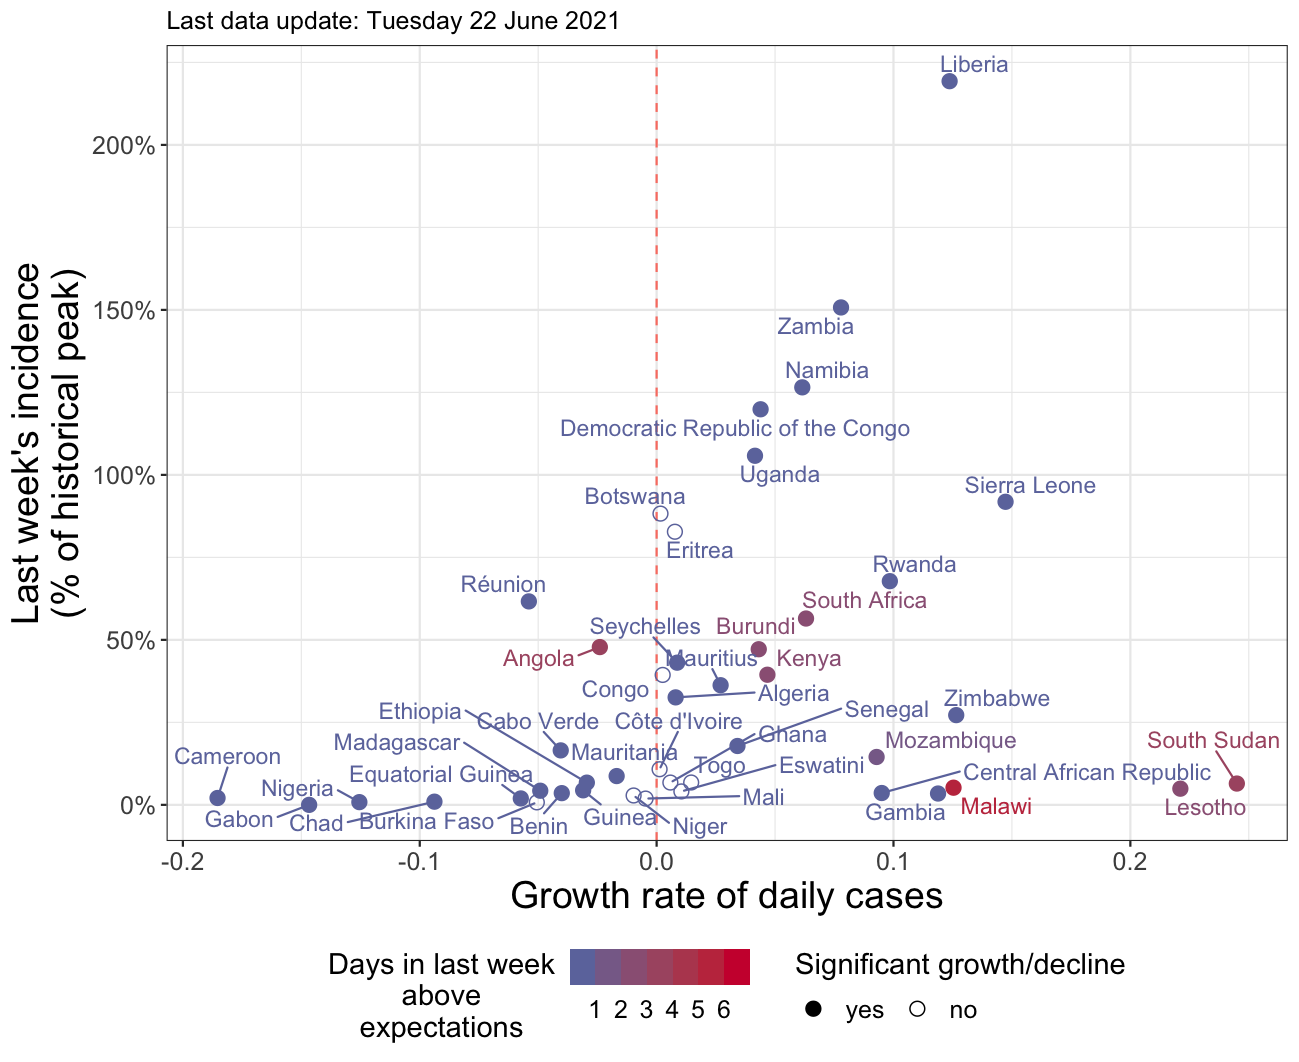 Last data update: Tuesday 22 June 2021
Liberia
200%
150%
Zambia
Namibia
Democratic Republic of the Congo
100%
Uganda
Sierra Leone
Botswana
Eritrea
Rwanda
Réunion
South Africa
50%
Seychelles
Burundi
Angola
Mauritius
Kenya
Congo
Algeria
Zimbabwe
Ethiopia
Cabo Verde
Côte d'Ivoire
Senegal
Madagascar
Ghana
Mozambique
South Sudan
Cameroon
Mauritania
Togo
Eswatini
Equatorial Guinea
Central African Republic
Nigeria
Mali
0%
Gabon
Chad
Burkina Faso
Benin
Guinea
Niger
Gambia
Malawi
Lesotho
-0.2 -0.1 0.0 0.1 0.2
Growth rate of daily cases
Last week's incidence
(% of historical peak)
Days in last week
above
expectations
1 2 3 4 5 6
Significant growth/decline
yes no